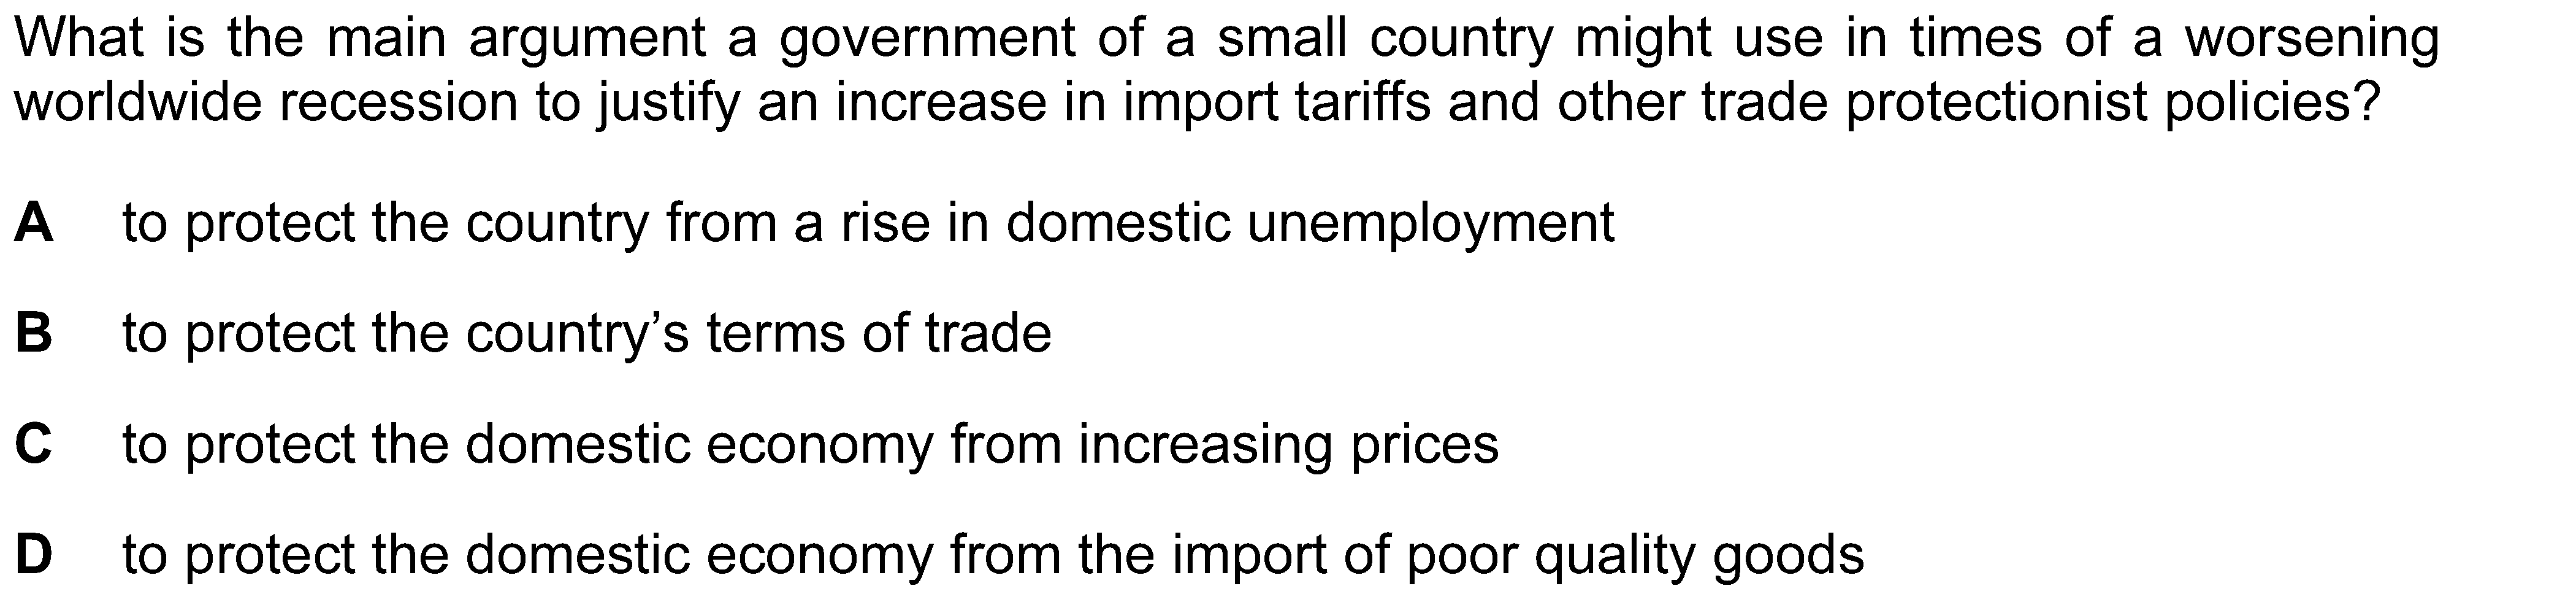 What is the main argument a government of a small country might use in times of a worsening
worldwide recession to justify an increase in import tariffs and other trade protectionist policies?
A to protect the country from a rise in domestic unemployment
B to protect the country’s terms of trade
C to protect the domestic economy from increasing prices
D to protect the domestic economy from the import of poor quality goods